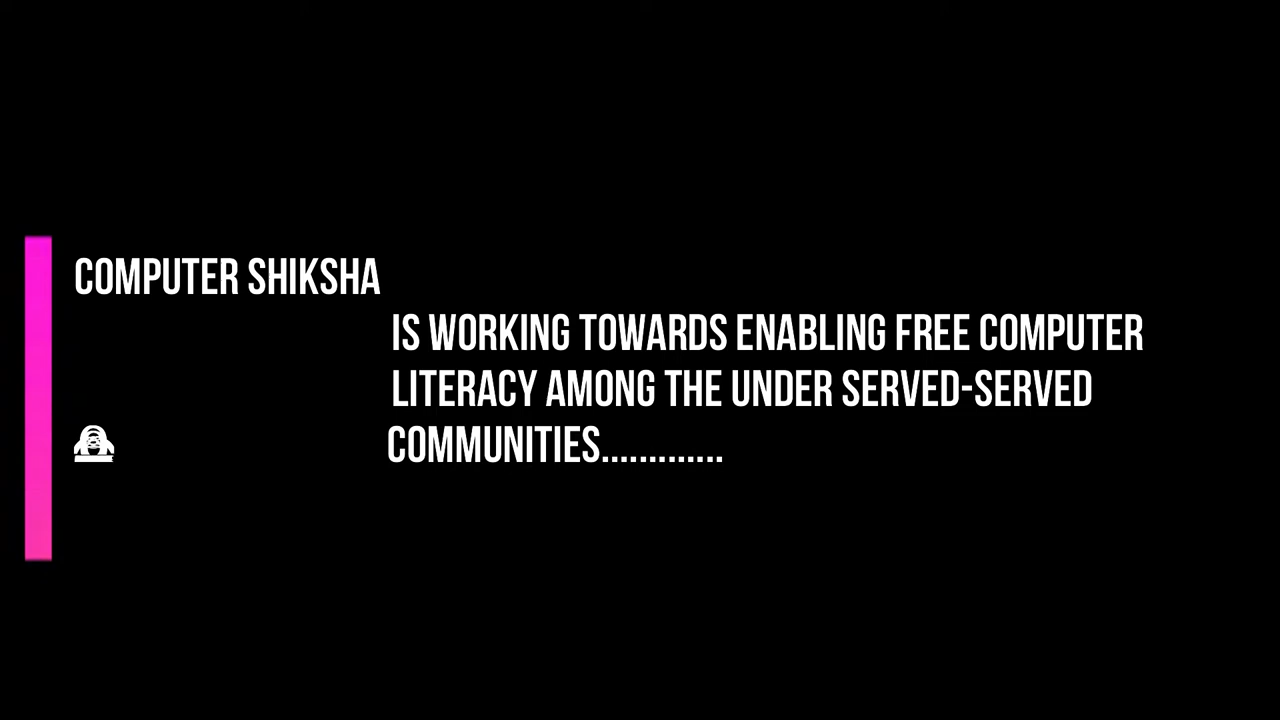 COMPUTER SHIKSHA
IS WORKING TOWARDS ENABLING FREE COMPUTER
LITERACY AMONG THE UNDER SERVED-SERVED
COMMUNITIES.............